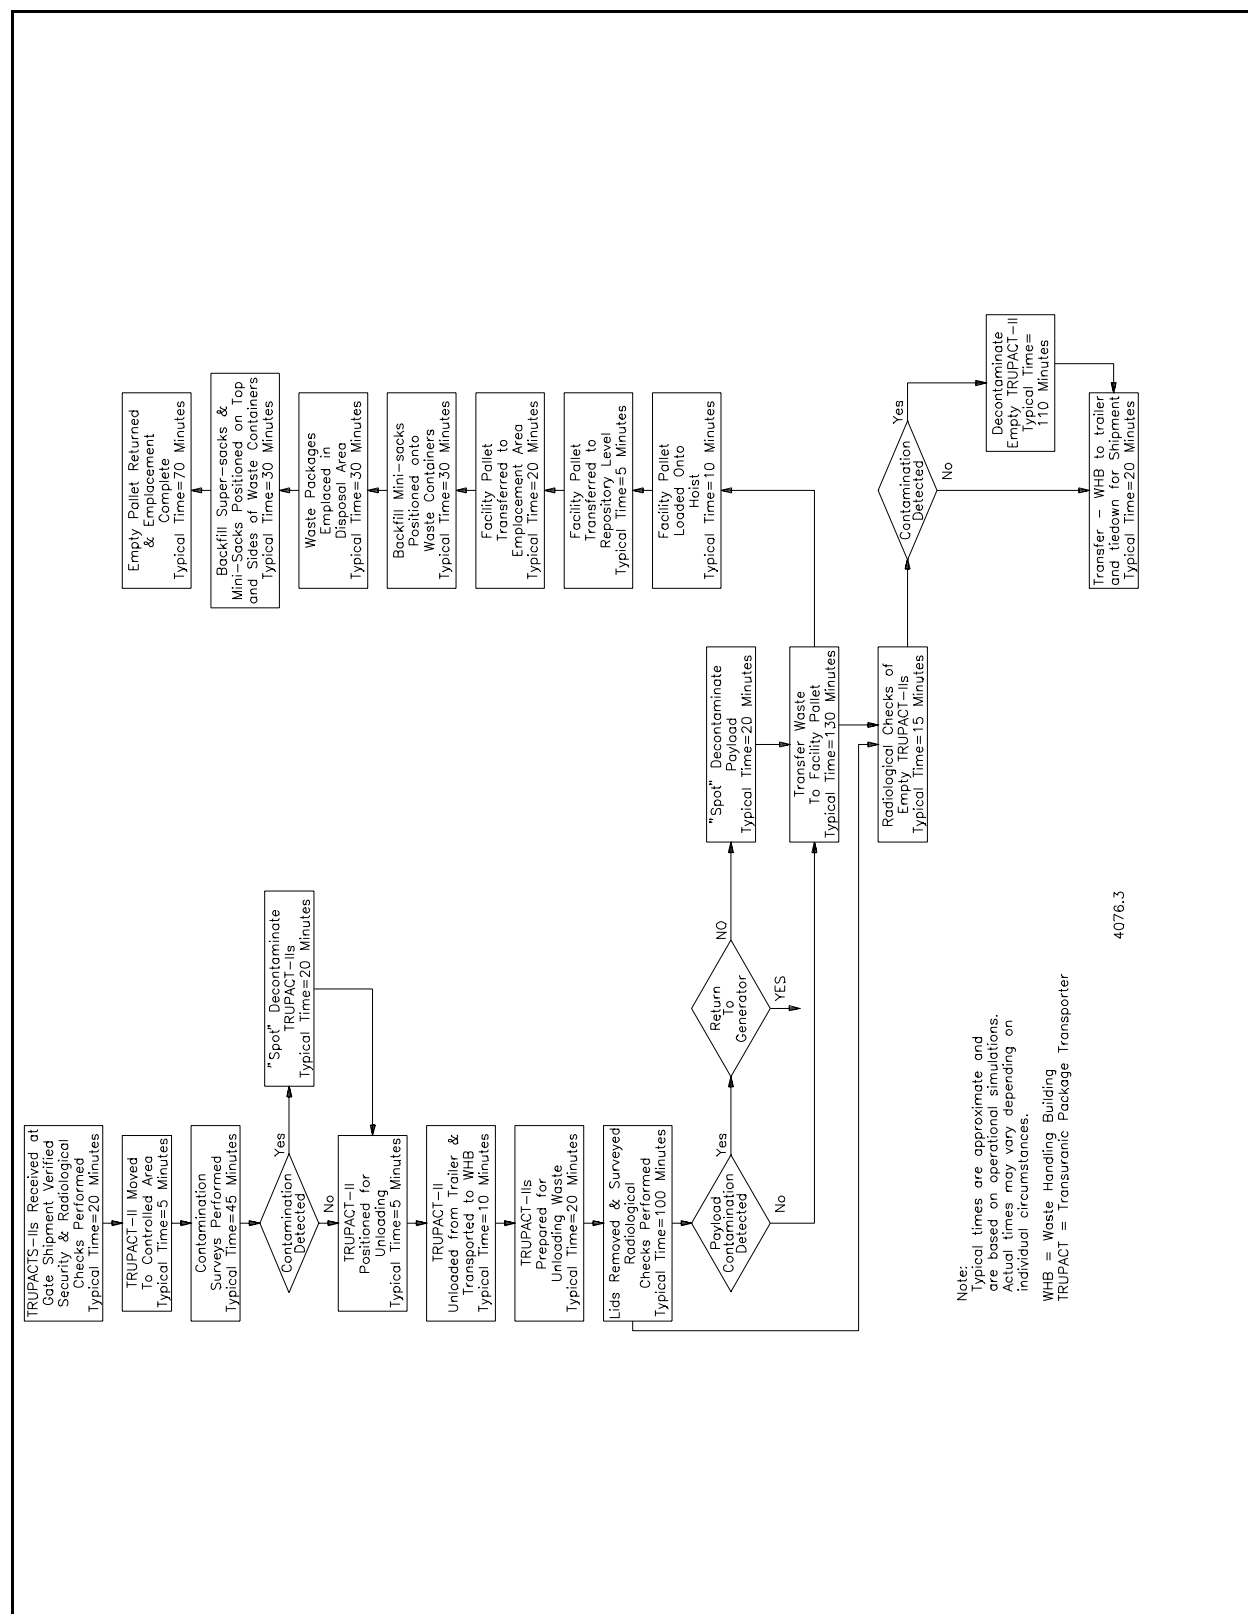 TRUPACTS-IIs Received at
Gate Shipment Verified
Security & Radiological
Checks Performed
Typical Time=20 Minutes
TRUPACT-II Moved
To Controlled Area
Typical Time=5 Minutes
Contamination
Surveys Performed
Typical Time=45 Minutes
Contamination
Detected
Yes
No
"Spot" Decontaminate
TRUPACT-IIs
Typical Time=20 Minutes
TRUPACT-II
Positioned for
Unloading
Typical Time=5 Minutes
TRUPACT-II
Unloaded from Trailer &
Transported to WHB
Typical Time=10 Minutes
TRUPACT-IIs
Prepared for
Unloading Waste
Typical Time=20 Minutes
Lids Removed & Surveyed
Radiological
Checks Performed
Typical Time=100 Minutes
Payload
Contamination
Detected
Yes
No
Return
To
Generator
NO
YES
"Spot" Decontaminate
Payload
Typical Time=20 Minutes
Transfer Waste
To Facility Pallet
Typical Time=130 Minutes
Radiological Checks of
Empty TRUPACT-IIs
Typical Time=15 Minutes
Empty Pallet Returned
& Emplacement
Complete
Typical Time=70 Minutes
Backfill Super-sacks &
Mini-Sacks Positioned on Top
and Sides of Waste Containers
Typical Time=30 Minutes
Waste Packages
Emplaced in
Disposal Area
Typical Time=30 Minutes
Backfill Mini-sacks
Positioned onto
Waste Containers
Typical Time=30 Minutes
Facility Pallet
Transferred to
Emplacement Area
Typical Time=20 Minutes
Facility Pallet
Transferred to
Repository Level
Typical Time=5 Minutes
Facility Pallet
Loaded Onto
Hoist
Typical Time=10 Minutes
Contamination
Detected
Yes
No
Decontaminate
Empty TRUPACT-II
Typical Time=
110 Minutes
Transfer - WHB to trailer
and tiedown for Shipment
Typical Time=20 Minutes
Note:
Typical times are approximate and
are based on operational simulations.
Actual times may vary depending on
individual circumstances.
WHB = Waste Handling Building
TRUPACT = Transuranic Package Transporter
4076.3